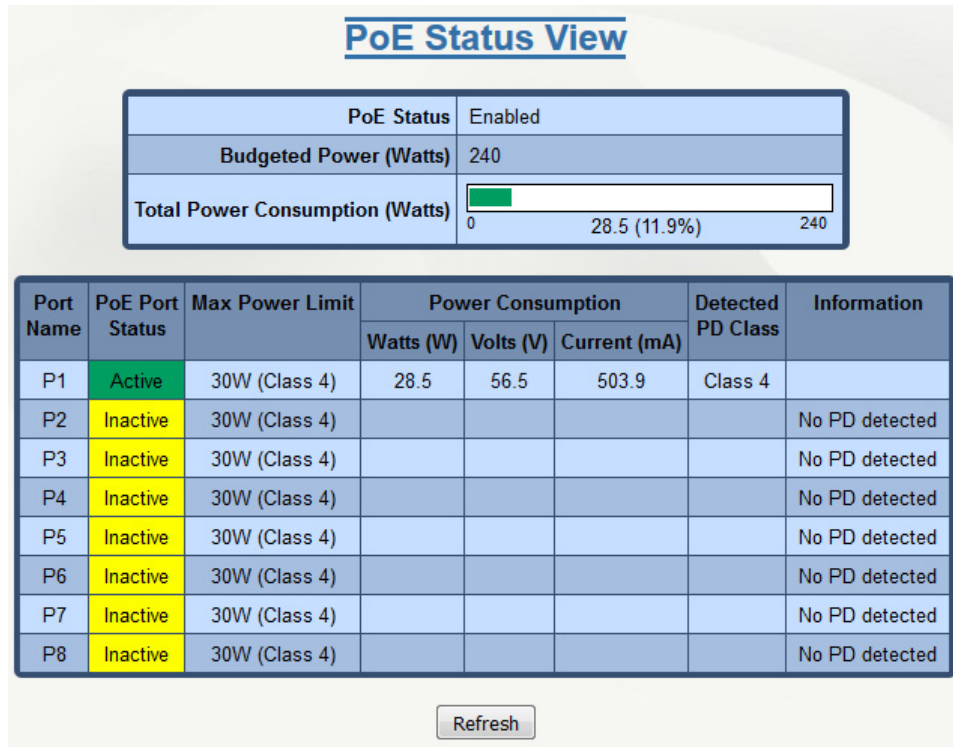 PoE Status View
PoE Status Enabled
Budgeted Power (Watts) 240
Total Power Consumption (Watts) 0 28.5 (11.9%) 240
Port Name PoE Port Status Max Power Limit Power Consumption Detected PD Class Information
Watts (W) Volts (V) Current (mA)
P1 Active 30W (Class 4) 28.5 56.5 503.9 Class 4
P2 Inactive 30W (Class 4) No PD detected
P3 Inactive 30W (Class 4) No PD detected
P4 Inactive 30W (Class 4) No PD detected
P5 Inactive 30W (Class 4) No PD detected
P6 Inactive 30W (Class 4) No PD detected
P7 Inactive 30W (Class 4) No PD detected
P8 Inactive 30W (Class 4) No PD detected
Refresh